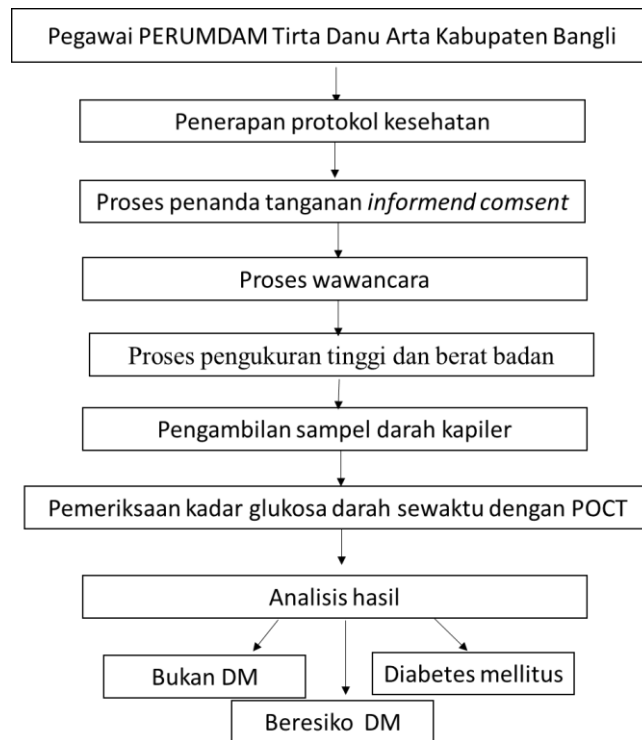 Pegawai PERUMDAM Tirta Danu Arta Kabupaten Bangli
Penerapan protokol kesehatan
Proses penanda tanganan informend comsent
Proses wawancara
Proses pengukuran tinggi dan berat badan
Pengambilan sampel darah kapiler
Pemeriksaan kadar glukosa darah sewaktu dengan POCT
Analisis hasil
Bukan DM
Diabetes mellitus
Beresiko DM